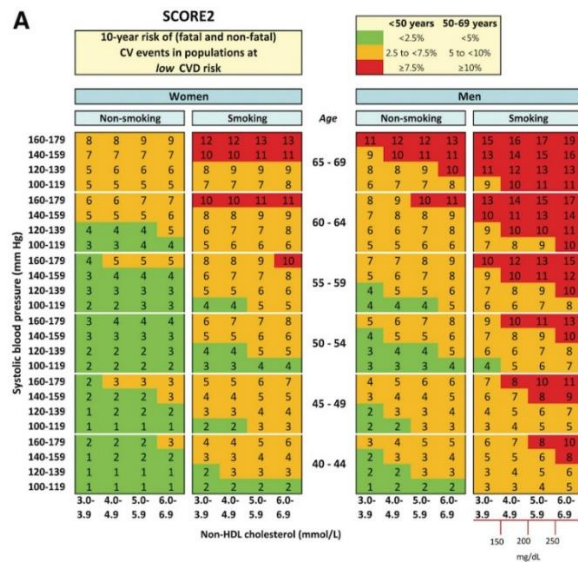 A
SCORE2
10-year risk of (fatal and non-fatal)
CV events in populations at
low CVD risk
<50 years 50-69 years
<2.5% <5%
2.5 to <7.5% 5 to <10%
≥7.5% ≥10%
Women Men
Non-smoking Smoking Age Non-smoking Smoking
Systolic blood pressure (mm Hg)
160-179 8 8 9 9 12 12 13 13 11 12 12 13 15 16 17 19
140-159 7 7 7 7 10 10 11 11 9 10 11 11 13 14 15 16
65 - 69
120-139 5 6 6 6 8 9 9 9 8 8 9 10 11 12 13 14
100-119 5 5 5 5 7 7 7 8 6 7 7 8 9 10 11 11
160-179 6 6 7 7 10 10 11 11 8 9 10 11 13 14 15 17
140-159 5 5 5 6 8 8 9 9 7 8 8 9 10 11 13 14
60 - 64
120-139 4 4 4 5 6 7 7 8 6 6 7 8 9 10 10 11
100-119 3 3 4 4 5 6 6 6 5 5 6 6 7 8 9 10
160-179 4 5 5 5 8 8 9 10 7 7 8 9 10 12 13 15
140-159 3 4 4 4 6 7 7 8 5 6 7 8 9 10 11 12
55 - 59
120-139 3 3 3 3 5 5 6 6 4 5 5 6 7 8 9 10
100-119 2 2 3 3 4 4 5 5 4 4 4 5 6 6 7 8
160-179 3 4 4 4 6 7 7 8 5 6 7 8 9 10 11 13
140-159 3 3 3 3 5 5 6 6 4 5 5 6 7 8 9 10
50 - 54
120-139 2 2 2 3 4 4 5 5 3 4 4 5 6 6 7 8
100-119 2 2 2 2 3 3 3 4 3 3 3 4 4 5 6 7
160-179 2 3 3 3 5 5 6 7 4 5 5 6 7 8 10 11
140-159 2 2 2 3 4 4 5 5 3 4 4 5 6 7 8 9
45 - 49
120-139 1 2 2 2 3 3 4 4 2 3 3 4 4 5 6 7
100-119 1 1 1 2 2 2 3 3 2 2 3 3 4 4 5
160-179 2 2 2 3 4 4 5 6 3 4 4 5 6 7 8 10
140-159 1 1 2 2 3 3 4 4 2 3 3 4 4 5 6 8
40 - 44
120-139 1 1 1 1 2 3 3 3 2 2 3 3 3 4 5 6
100-119 1 1 1 1 2 2 2 2 1 2 2 2 3 3 4 5
3.0- 4.0- 5.0- 6.0- 3.0- 4.0- 5.0- 6.0- 3.0- 4.0- 5.0- 6.0- 3.0- 4.0- 5.0- 6.0-
3.9 4.9 5.9 6.9 3.9 4.9 5.9 6.9 3.9 4.9 5.9 6.9 3.9 4.9 5.9 6.9
Non-HDL cholesterol (mmol/L)
150 200 250
mg/dL